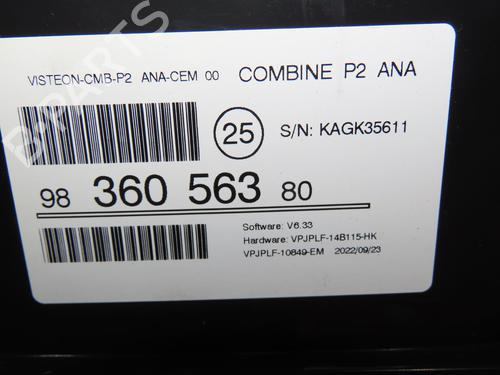 VISTEON-CMB-P2 ANA-CEM 00 COMBINE P2 ANA
25 S/N: KAGK35611
98 360 563 80
Software: V6.33
Hardware: VPJPLF-14B115-HK
VPJPLF-10849-EM 2022/09/23
B-PARTS